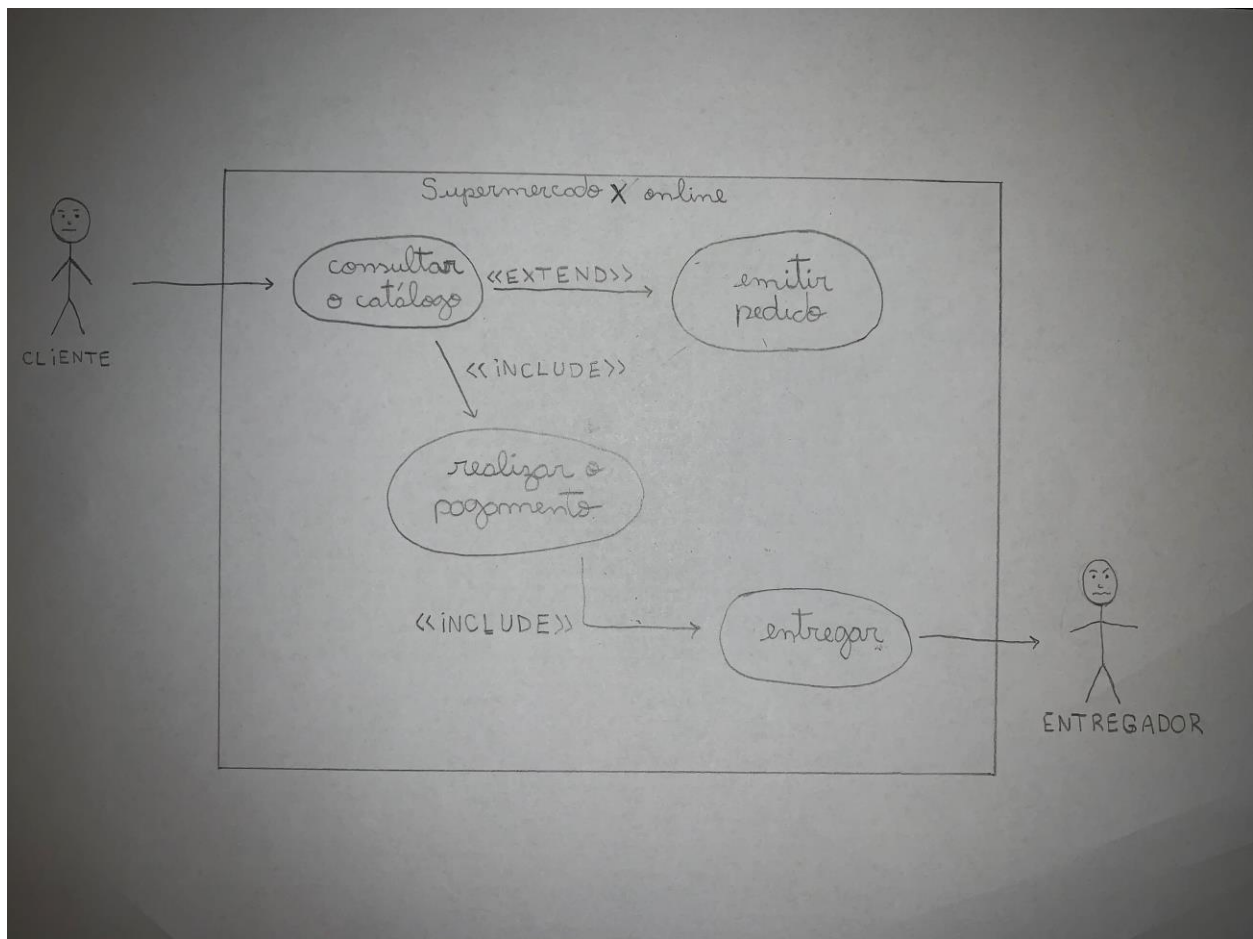 Supermercado X online
consultar
o catálogo
<<EXTEND>>
emitir
pedido
CLIENTE
<<INCLUDE>>
realizar o
pagamento
<<INCLUDE>>
entregar
ENTREGADOR